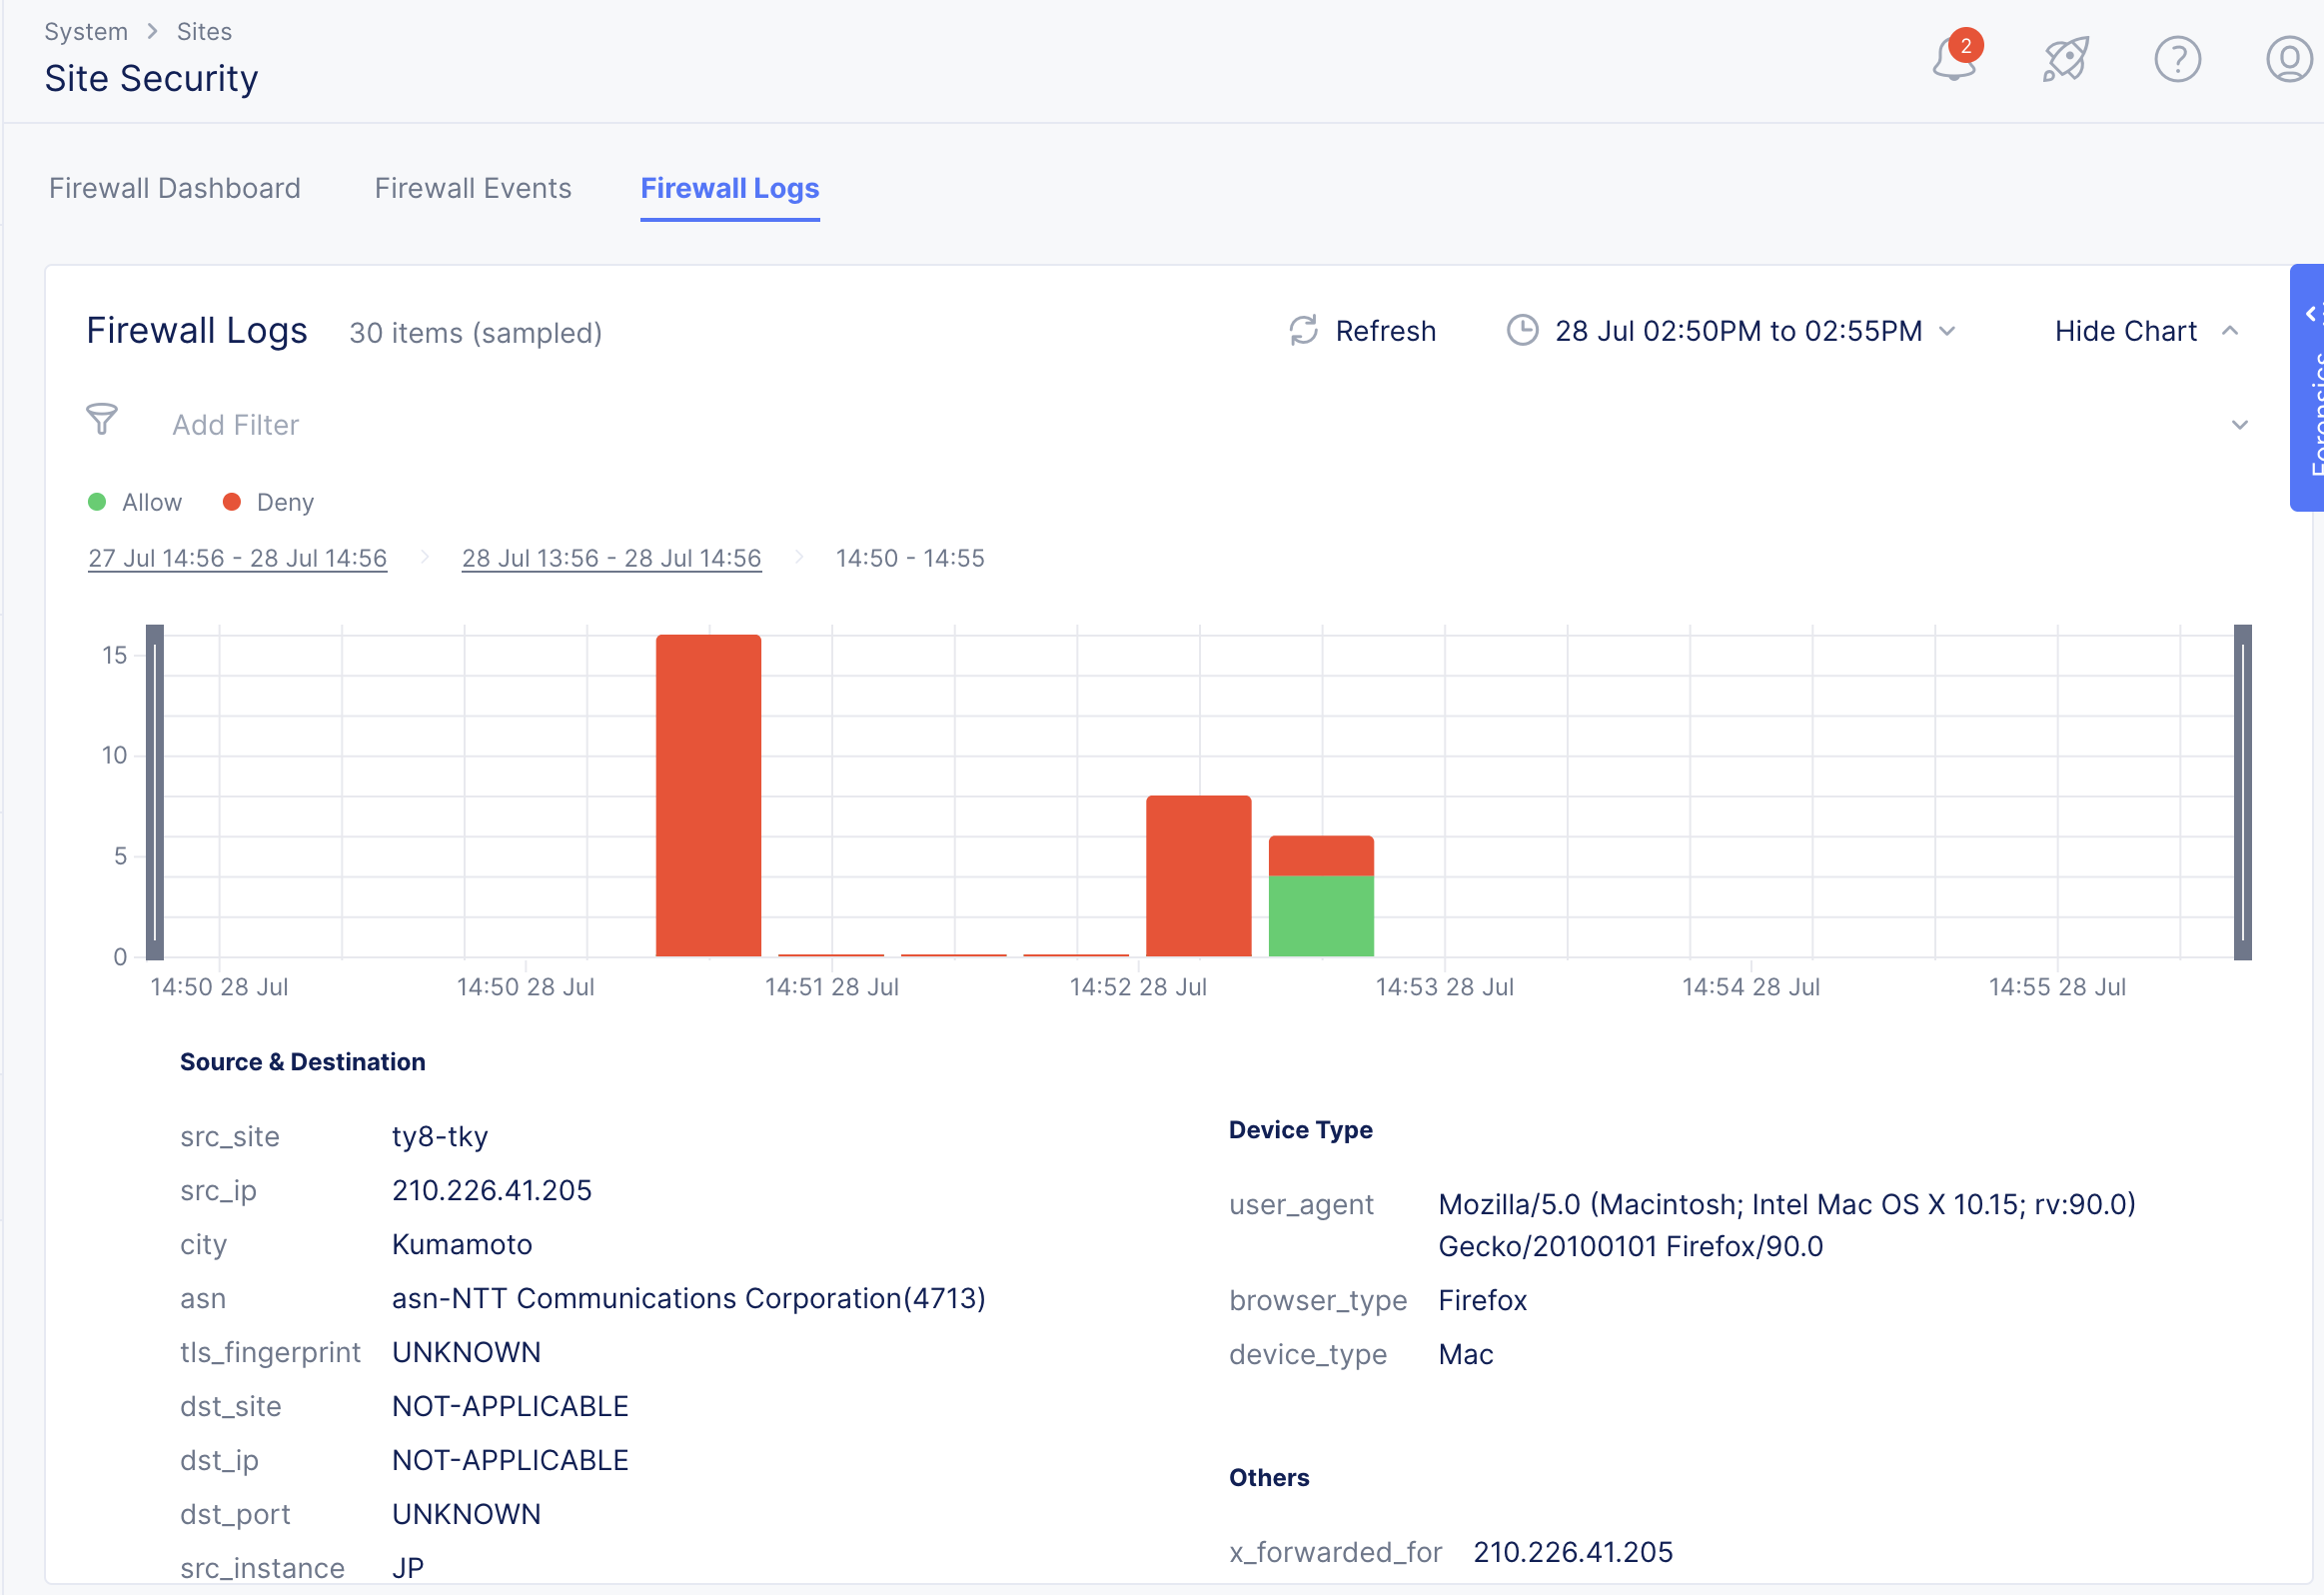 System > Sites
Site Security
2
Firewall Dashboard Firewall Events Firewall Logs
Firewall Logs 30 items (sampled) Refresh 28 Jul 02:50PM to 02:55PM Hide Chart
Forensics
Add Filter
Allow Deny
27 Jul 14:56 - 28 Jul 14:56 28 Jul 13:56 - 28 Jul 14:56 14:50 - 14:55
15
10
5
0
14:50 28 Jul 14:50 28 Jul 14:51 28 Jul 14:52 28 Jul 14:53 28 Jul 14:54 28 Jul 14:55 28 Jul
Source & Destination
src_site ty8-tky
src_ip 210.226.41.205
city Kumamoto
asn asn-NTT Communications Corporation(4713)
tls_fingerprint UNKNOWN
dst_site NOT-APPLICABLE
dst_ip NOT-APPLICABLE
dst_port UNKNOWN
src_instance JP
Device Type
user_agent Mozilla/5.0 (Macintosh; Intel Mac OS X 10.15; rv:90.0)
Gecko/20100101 Firefox/90.0
browser_type Firefox
device_type Mac
Others
x_forwarded_for 210.226.41.205